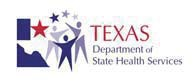 TEXAS
Department of
State Health Services